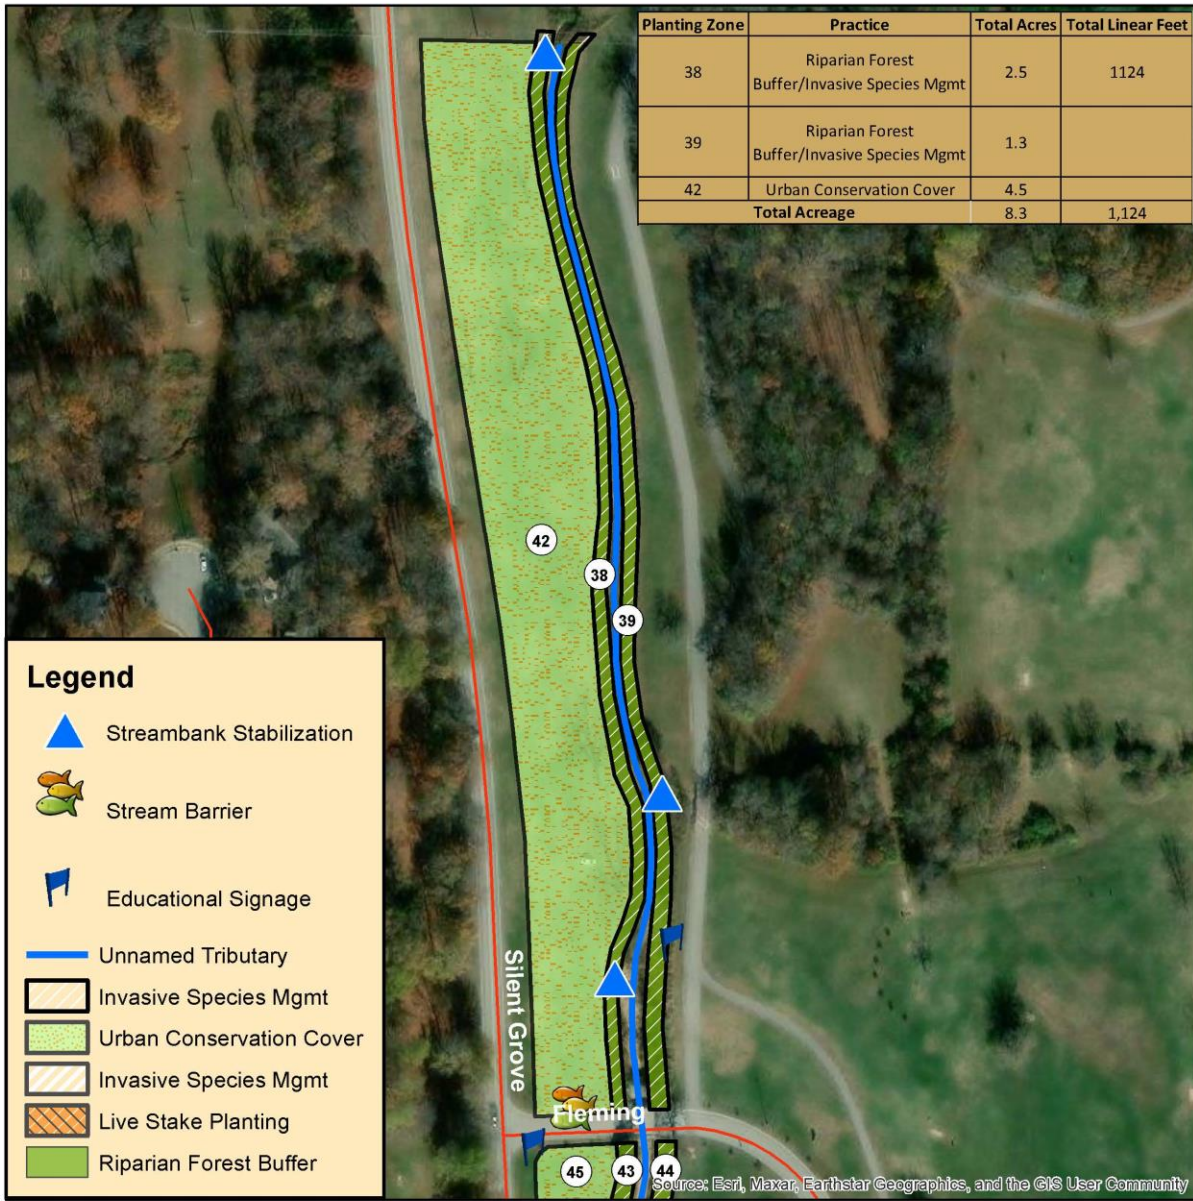 Planting Zone Practice Total Acres Total Linear Feet
38 Riparian Forest Buffer/Invasive Species Mgmt 2.5 1124
39 Riparian Forest Buffer/Invasive Species Mgmt 1.3
42 Urban Conservation Cover 4.5
Total Acreage 8.3 1,124
42
38
39
Legend
Streambank Stabilization
Stream Barrier
Educational Signage
Unnamed Tributary
Invasive Species Mgmt
Urban Conservation Cover
Invasive Species Mgmt
Live Stake Planting
Riparian Forest Buffer
Silent Grove
Fleming
45 43 44
Source: Esri, Maxar, Earthstar Geographics, and the GIS User Community